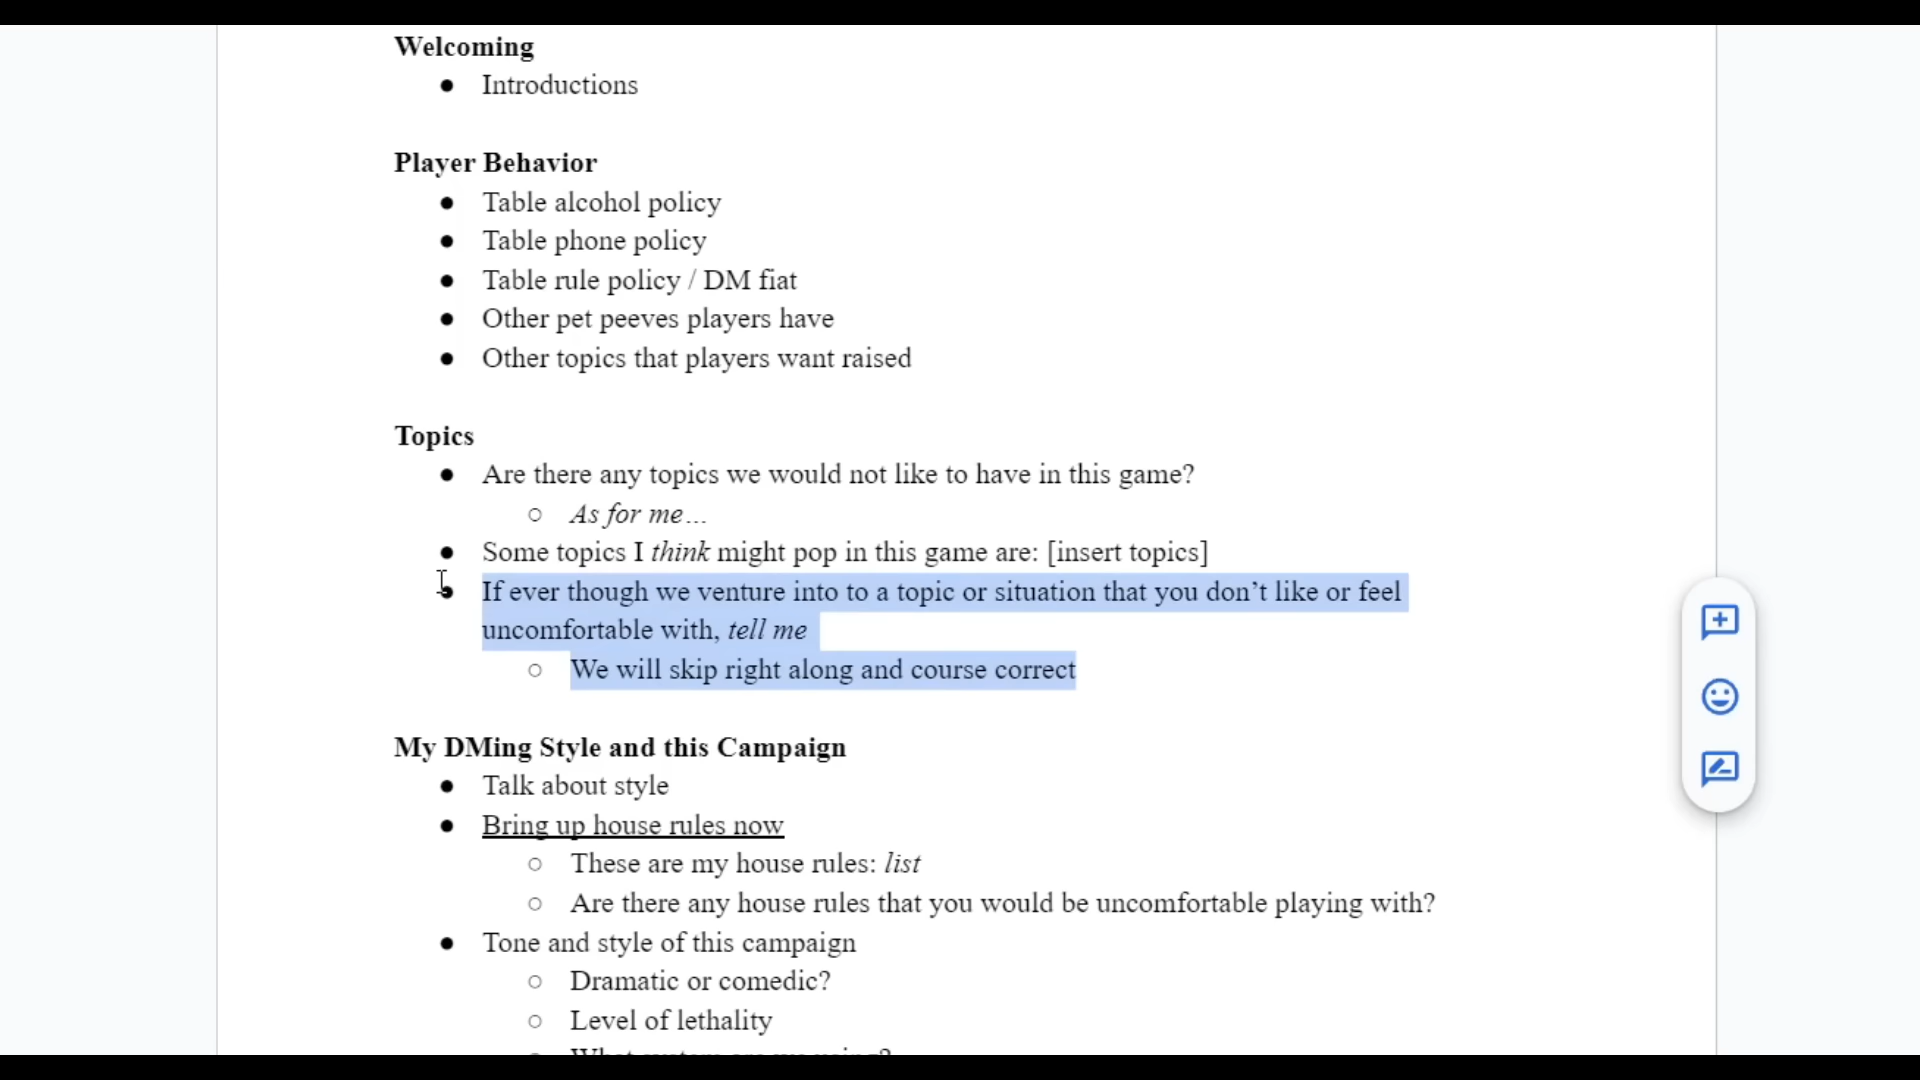 Welcoming
● Introductions
Player Behavior
● Table alcohol policy
● Table phone policy
● Table rule policy / DM fiat
● Other pet peeves players have
● Other topics that players want raised
Topics
● Are there any topics we would not like to have in this game?
○ As for me…
● Some topics I think might pop in this game are: [insert topics]
● If ever though we venture into to a topic or situation that you don’t like or feel
uncomfortable with, tell me
○ We will skip right along and course correct
My DMing Style and this Campaign
● Talk about style
● Bring up house rules now
○ These are my house rules: list
○ Are there any house rules that you would be uncomfortable playing with?
● Tone and style of this campaign
○ Dramatic or comedic?
○ Level of lethality